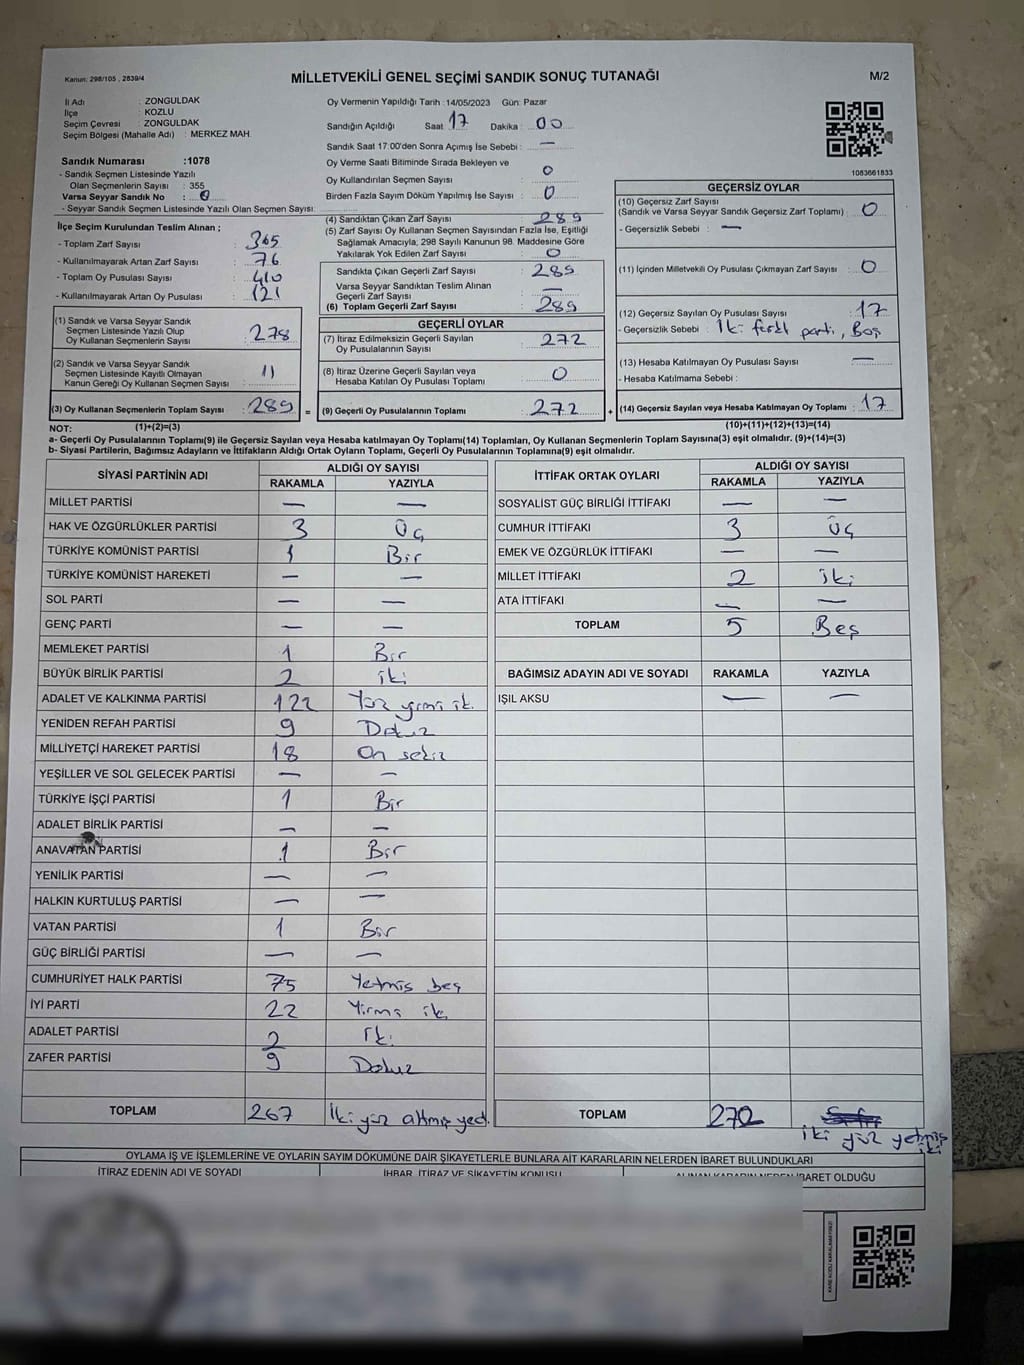 Kanun: 298/105 , 2839/4
MİLLETVEKİLİ GENEL SEÇİMİ SANDIK SONUÇ TUTANAĞI
M/2
İl Adı : ZONGULDAK
İlçe : KOZLU
Seçim Çevresi : ZONGULDAK
Seçim Bölgesi (Mahalle Adı) : MERKEZ MAH.
Sandık Numarası :1078
- Sandık Seçmen Listesinde Yazılı
Olan Seçmenlerin Sayısı : 355
Varsa Seyyar Sandık No : 0
- Seyyar Sandık Seçmen Listesinde Yazılı Olan Seçmen Sayısı:
İlçe Seçim Kurulundan Teslim Alınan ;
- Toplam Zarf Sayısı : 365
- Kullanılmayarak Artan Zarf Sayısı : 76
- Toplam Oy Pusulası Sayısı : 410
- Kullanılmayarak Artan Oy Pusulası : 121
(1) Sandık ve Varsa Seyyar Sandık
Seçmen Listesinde Yazılı Olup
Oy Kullanan Seçmenlerin Sayısı : 278
(2) Sandık ve Varsa Seyyar Sandık
Seçmen Listesinde Kayıtlı Olmayan
Kanun Gereği Oy Kullanan Seçmen Sayısı : 11
(3) Oy Kullanan Seçmenlerin Toplam Sayısı : 289 =
Oy Vermenin Yapıldığı Tarih :14/05/2023 Gün: Pazar
Sandığın Açıldığı Saat : 17 Dakika : 00
Sandık Saat 17:00'den Sonra Açımış İse Sebebi : —
Oy Verme Saati Bitiminde Sırada Bekleyen ve
Oy Kullandırılan Seçmen Sayısı : 0
Birden Fazla Sayım Döküm Yapılmış İse Sayısı : 0
(4) Sandıktan Çıkan Zarf Sayısı : 289
(5) Zarf Sayısı Oy Kullanan Seçmen Sayısından Fazla İse, Eşitliği
Sağlamak Amacıyla, 298 Sayılı Kanunun 98. Maddesine Göre
Yakılarak Yok Edilen Zarf Sayısı : 0
Sandıkta Çıkan Geçerli Zarf Sayısı : 289
Varsa Seyyar Sandıktan Teslim Alınan
Geçerli Zarf Sayısı : —
(6) Toplam Geçerli Zarf Sayısı : 289
GEÇERLİ OYLAR
(7) İtiraz Edilmeksizin Geçerli Sayılan
Oy Pusulalarının Sayısı : 272
(8) İtiraz Üzerine Geçerli Sayılan veya
Hesaba Katılan Oy Pusulası Toplamı : 0
(9) Geçerli Oy Pusulalarının Toplamı : 272 +
1083661833
GEÇERSİZ OYLAR
(10) Geçersiz Zarf Sayısı
(Sandık ve Varsa Seyyar Sandık Geçersiz Zarf Toplamı) : 0
- Geçersizlik Sebebi : —
(11) İçinden Milletvekili Oy Pusulası Çıkmayan Zarf Sayısı : 0
(12) Geçersiz Sayılan Oy Pusulası Sayısı : 17
- Geçersizlik Sebebi : İki farklı parti, Boş
(13) Hesaba Katılmayan Oy Pusulası Sayısı : —
- Hesaba Katılmama Sebebi :
(14) Geçersiz Sayılan veya Hesaba Katılmayan Oy Toplamı : 17
NOT: (1)+(2)=(3) (10)+(11)+(12)+(13)=(14)
a- Geçerli Oy Pusulalarının Toplamı(9) ile Geçersiz Sayılan veya Hesaba katılmayan Oy Toplamı(14) Toplamları, Oy Kullanan Seçmenlerin Toplam Sayısına(3) eşit olmalıdır. (9)+(14)=(3)
b- Siyasi Partilerin, Bağımsız Adayların ve İttifakların Aldığı Ortak Oyların Toplamı, Geçerli Oy Pusulalarının Toplamına(9) eşit olmalıdır.
SİYASİ PARTİNİN ADI ALDIĞI OY SAYISI
RAKAMLA YAZIYLA
MİLLET PARTİSİ — —
HAK VE ÖZGÜRLÜKLER PARTİSİ 3 Üç
TÜRKİYE KOMÜNİST PARTİSİ 1 Bir
TÜRKİYE KOMÜNİST HAREKETİ — —
SOL PARTİ — —
GENÇ PARTİ — —
MEMLEKET PARTİSİ 1 Bir
BÜYÜK BİRLİK PARTİSİ 2 iki
ADALET VE KALKINMA PARTİSİ 122 Yüz yirmi ik.
YENİDEN REFAH PARTİSİ 9 Dokuz
MİLLİYETÇİ HAREKET PARTİSİ 18 On sekiz
YEŞİLLER VE SOL GELECEK PARTİSİ — —
TÜRKİYE İŞÇİ PARTİSİ 1 Bir
ADALET BİRLİK PARTİSİ — —
ANAVATAN PARTİSİ 1 Bir
YENİLİK PARTİSİ — —
HALKIN KURTULUŞ PARTİSİ — —
VATAN PARTİSİ 1 Bir
GÜÇ BİRLİĞİ PARTİSİ — —
CUMHURİYET HALK PARTİSİ 75 Yetmiş beş
İYİ PARTİ 22 Yirmi ik.
ADALET PARTİSİ 2 İki
ZAFER PARTİSİ 9 Dokuz
TOPLAM 267 İki yüz altmış yedi
İTTİFAK ORTAK OYLARI ALDIĞI OY SAYISI
RAKAMLA YAZIYLA
SOSYALİST GÜÇ BİRLİĞİ İTTİFAKI — —
CUMHUR İTTİFAKI 3 Üç
EMEK VE ÖZGÜRLÜK İTTİFAKI — —
MİLLET İTTİFAKI 2 iki
ATA İTTİFAKI — —
TOPLAM 5 Beş
BAĞIMSIZ ADAYIN ADI VE SOYADI RAKAMLA YAZIYLA
IŞIL AKSU — —
TOPLAM 272
iki yüz yetmiş
iki
OYLAMA İŞ VE İŞLEMLERİNE VE OYLARIN SAYIM DÖKÜMÜNE DAİR ŞİKAYETLERLE BUNLARA AİT KARARLARIN NELERDEN İBARET BULUNDUKLARI
İTİRAZ EDENİN ADI VE SOYADI İHBAR, İTİRAZ VE ŞİKAYETİN KONUSU ALINAN KARARIN NEDEN İBARET OLDUĞU